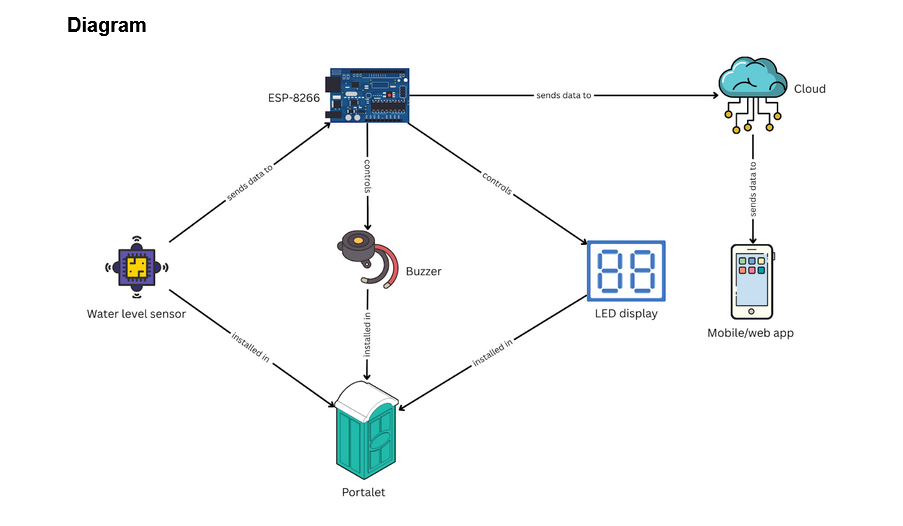 Diagram
ESP-8266
sends data to
Cloud
sends data to
controls
controls
sends data to
Water level sensor
Buzzer
LED display
Mobile/web app
installed in
installed in
installed in
Portalet